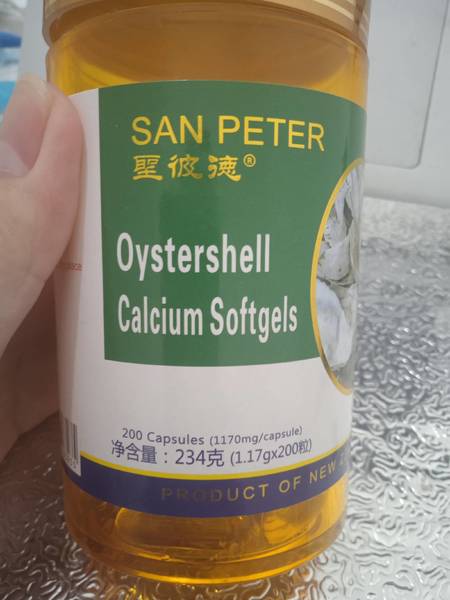 SAN PETER
聖彼德®
Oystershell
Calcium Softgels
200 Capsules (1170mg/capsule)
净含量：234克 (1.17gx200粒)
PRODUCT OF NEW